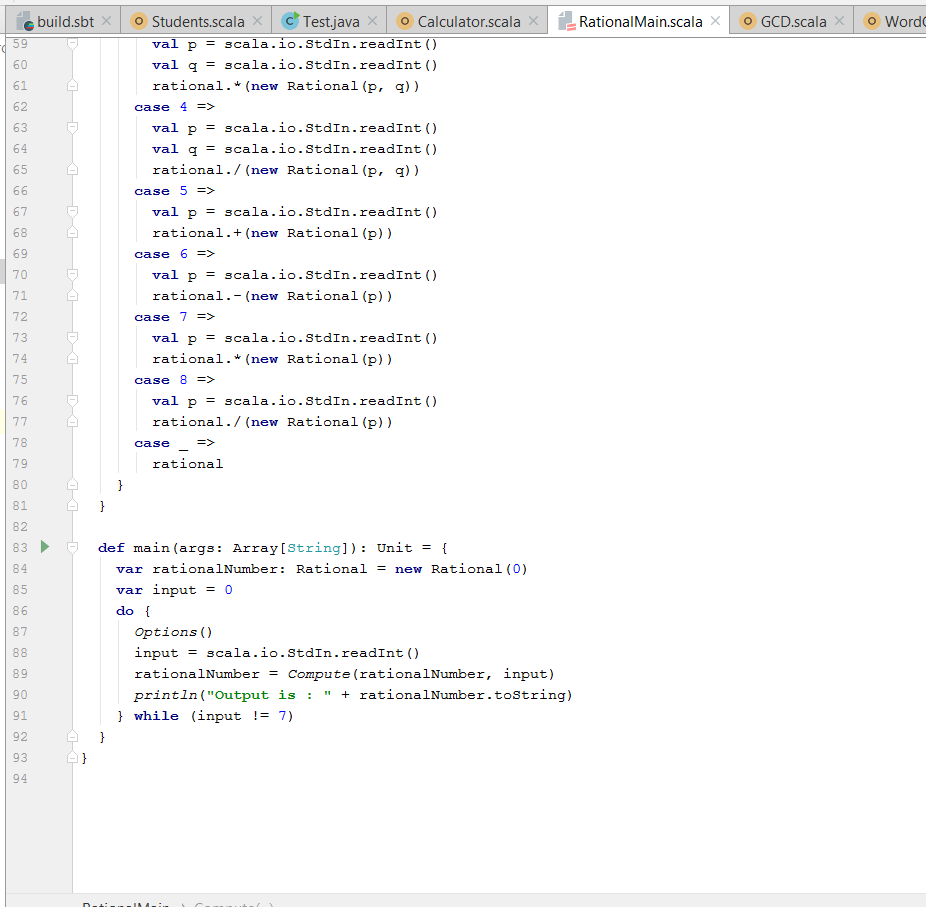 build.sbt Students.scala Test.java Calculator.scala RationalMain.scala GCD.scala Word
59 val p = scala.io.StdIn.readInt()
60 val q = scala.io.StdIn.readInt()
61 rational.*(new Rational(p, q))
62 case 4 =>
63 val p = scala.io.StdIn.readInt()
64 val q = scala.io.StdIn.readInt()
65 rational./(new Rational(p, q))
66 case 5 =>
67 val p = scala.io.StdIn.readInt()
68 rational.+(new Rational(p))
69 case 6 =>
70 val p = scala.io.StdIn.readInt()
71 rational.-(new Rational(p))
72 case 7 =>
73 val p = scala.io.StdIn.readInt()
74 rational.*(new Rational(p))
75 case 8 =>
76 val p = scala.io.StdIn.readInt()
77 rational./(new Rational(p))
78 case _ =>
79 rational
80 }
81 }
82
83 def main(args: Array[String]): Unit = {
84 var rationalNumber: Rational = new Rational(0)
85 var input = 0
86 do {
87 Options()
88 input = scala.io.StdIn.readInt()
89 rationalNumber = Compute(rationalNumber, input)
90 println("Output is : " + rationalNumber.toString)
91 } while (input != 7)
92 }
93 }
94
RationalMain Compute(..)